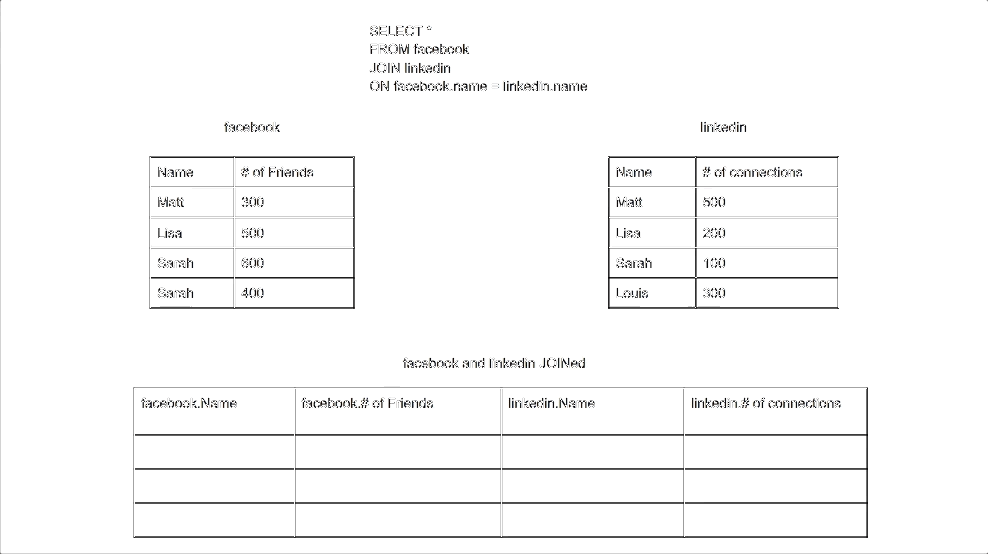 SELECT *
FROM facebook
JOIN linkedin
ON facebook.name = linkedin.name
facebook
linkedin
Name # of Friends
Matt 300
Lisa 500
Sarah 600
Sarah 400
Name # of connections
Matt 500
Lisa 200
Sarah 100
Louis 300
facebook and linkedin JOINed
facebook.Name facebook.# of Friends linkedin.Name linkedin.# of connections